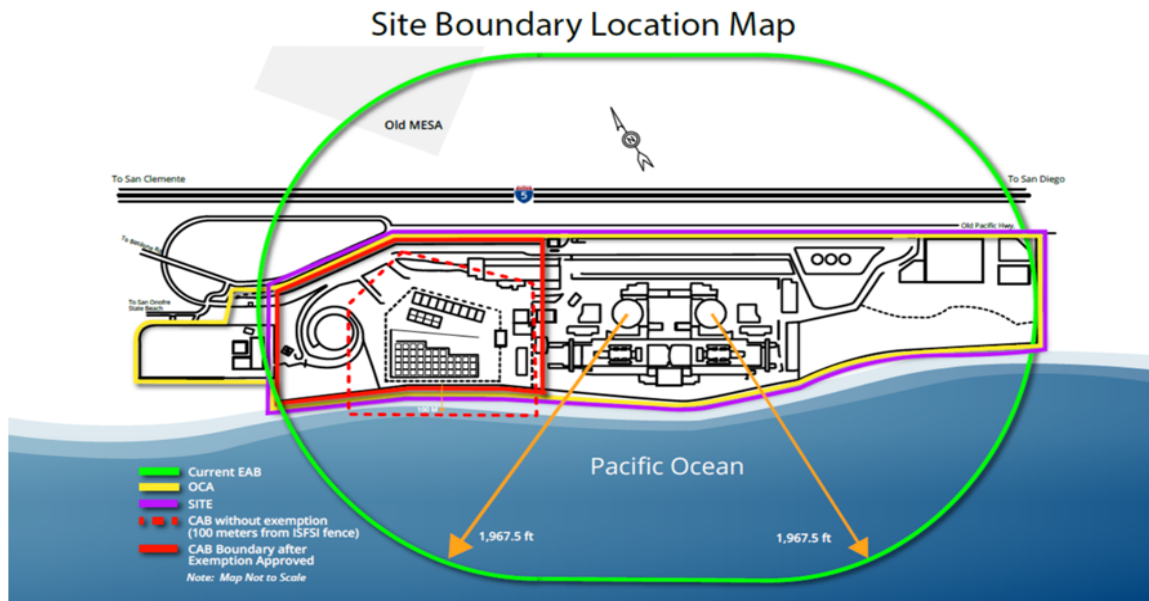 Site Boundary Location Map
Old MESA
N
To San Clemente
To San Diego
5
Old Pacific Hwy.
To San Onofre
State Beach
Pacific Ocean
Current EAB
OCA
SITE
CAB without exemption
(100 meters from ISFSI fence)
CAB Boundary after
Exemption Approved
Note: Map Not to Scale
1,967.5 ft
1,967.5 ft